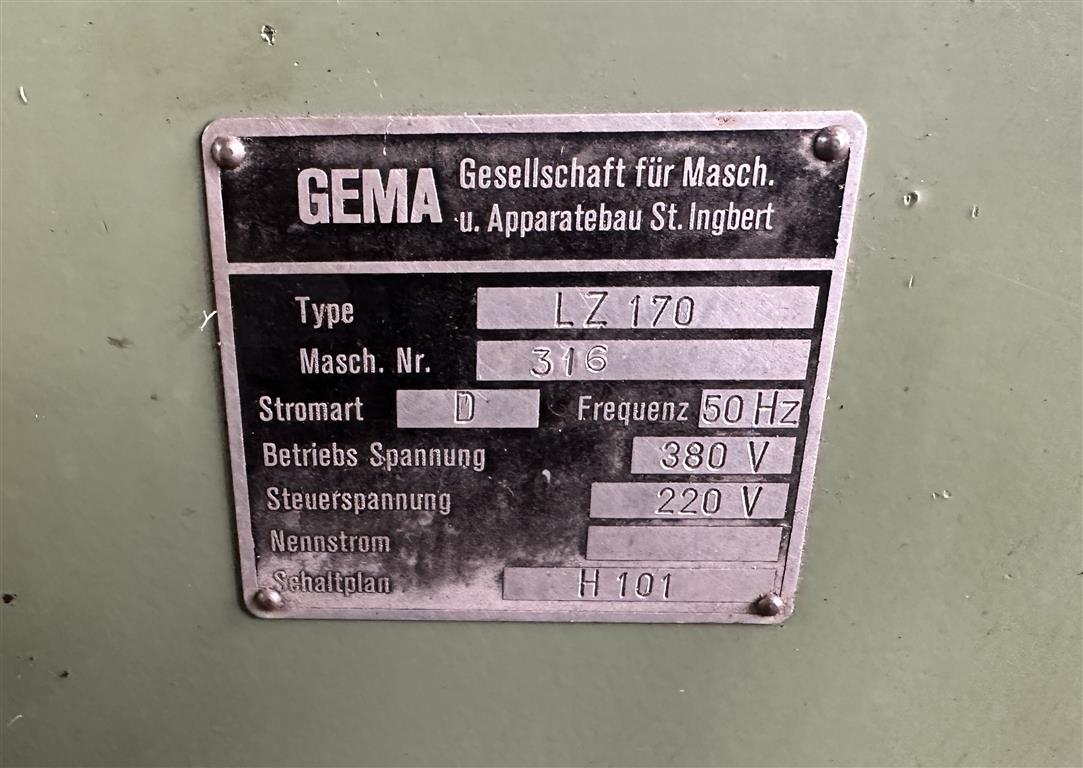 GEMA Gesellschaft für Masch.
u. Apparatebau St. Ingbert
Type LZ 170
Masch. Nr. 316
Stromart D Frequenz 50 Hz
Betriebs Spannung 380 V
Steuerspannung 220 V
Nennstrom
Schaltplan H 101